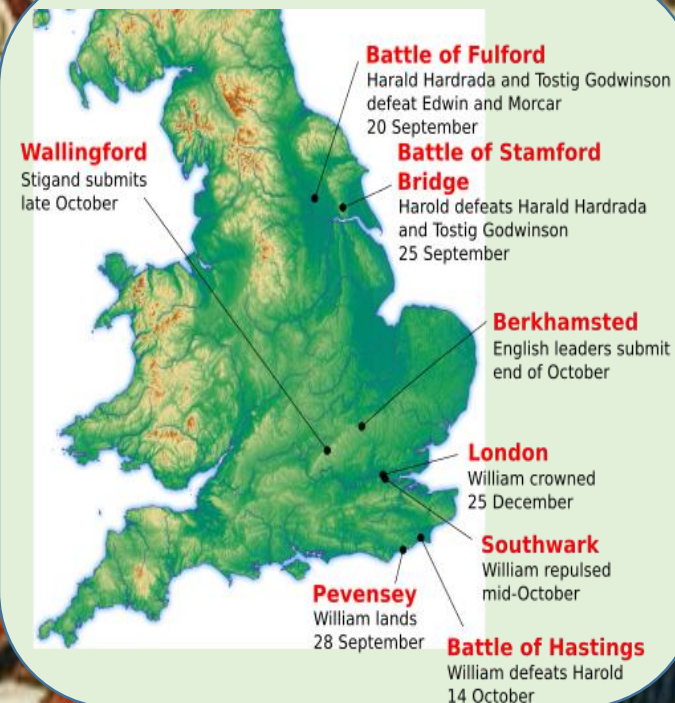 Battle of Fulford
Harald Hardrada and Tostig Godwinson
defeat Edwin and Morcar
20 September
Wallingford
Stigand submits
late October
Battle of Stamford
Bridge
Harold defeats Harald Hardrada
and Tostig Godwinson
25 September
Berkhamsted
English leaders submit
end of October
London
William crowned
25 December
Southwark
William repulsed
mid-October
Pevensey
William lands
28 September
Battle of Hastings
William defeats Harold
14 October